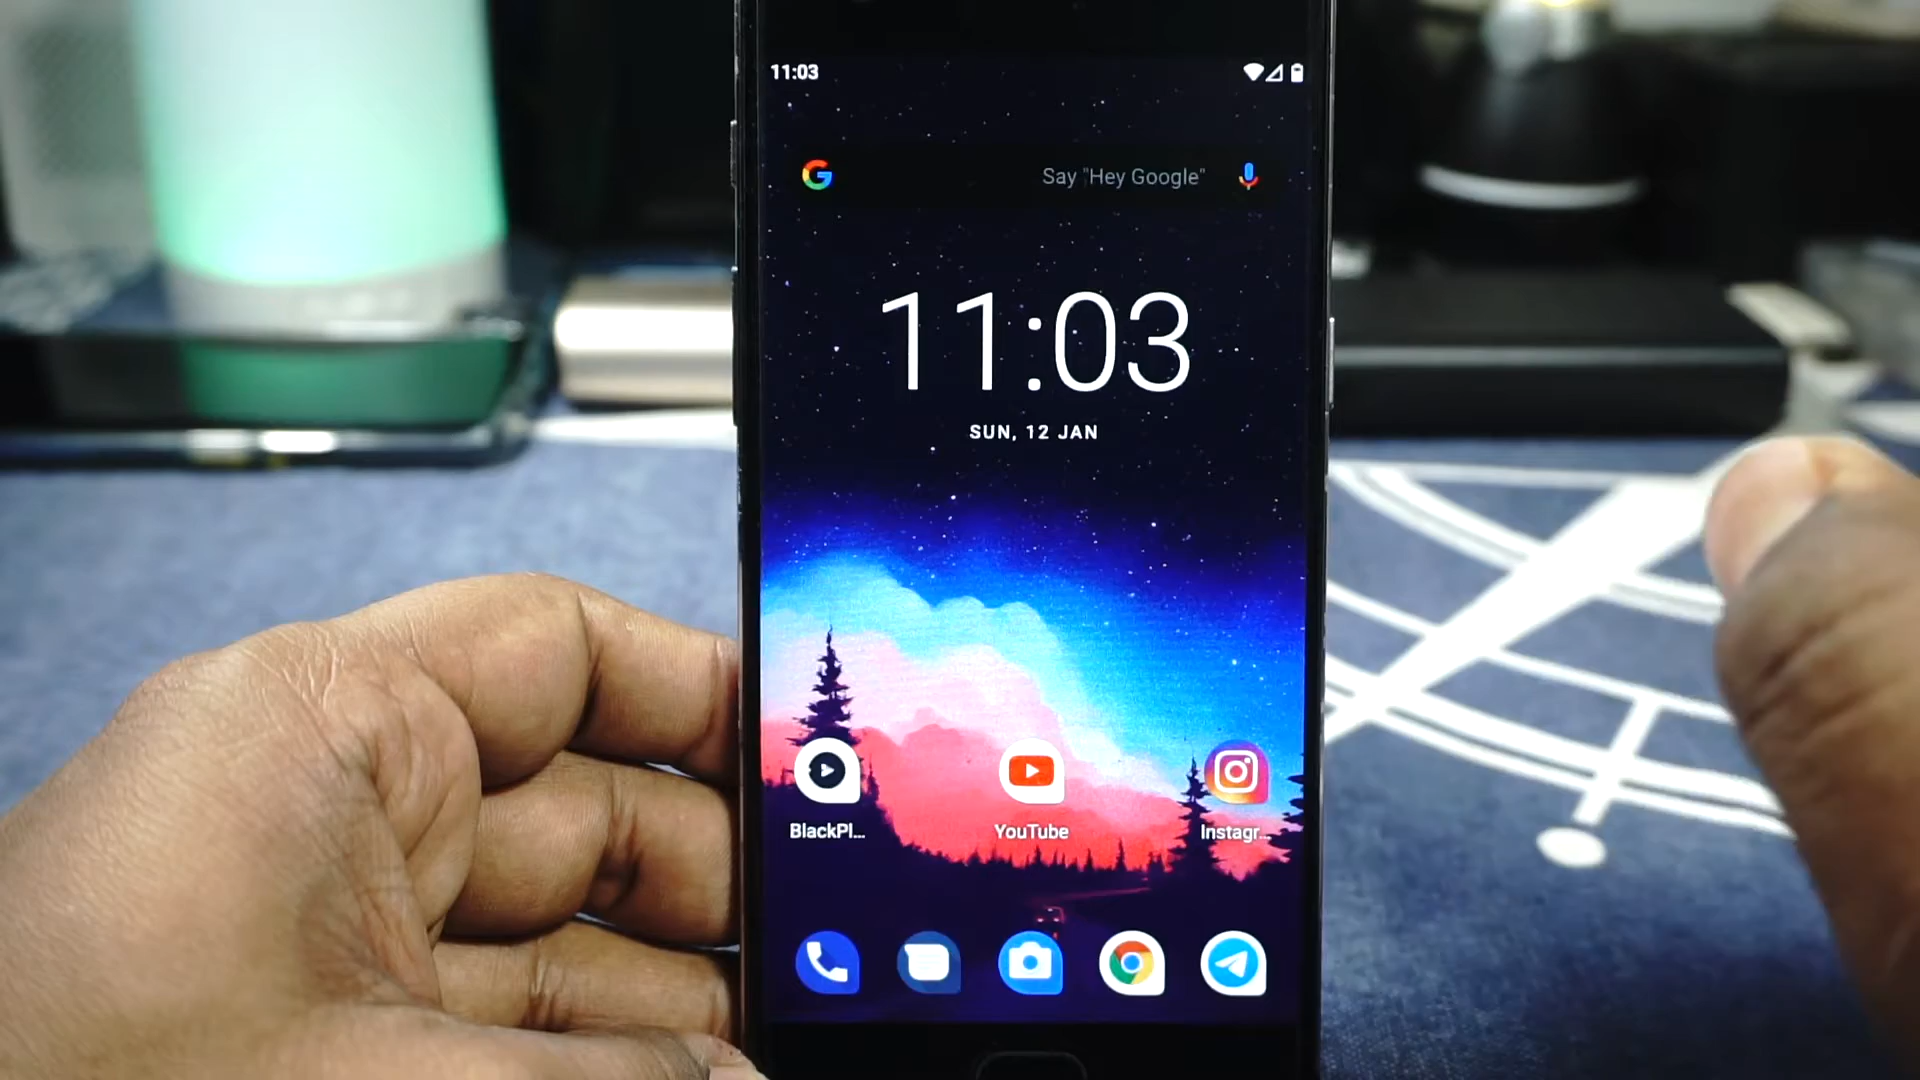 11:03
Say "Hey Google"
11:03
SUN, 12 JAN
BlackPl...
YouTube
Instagr...